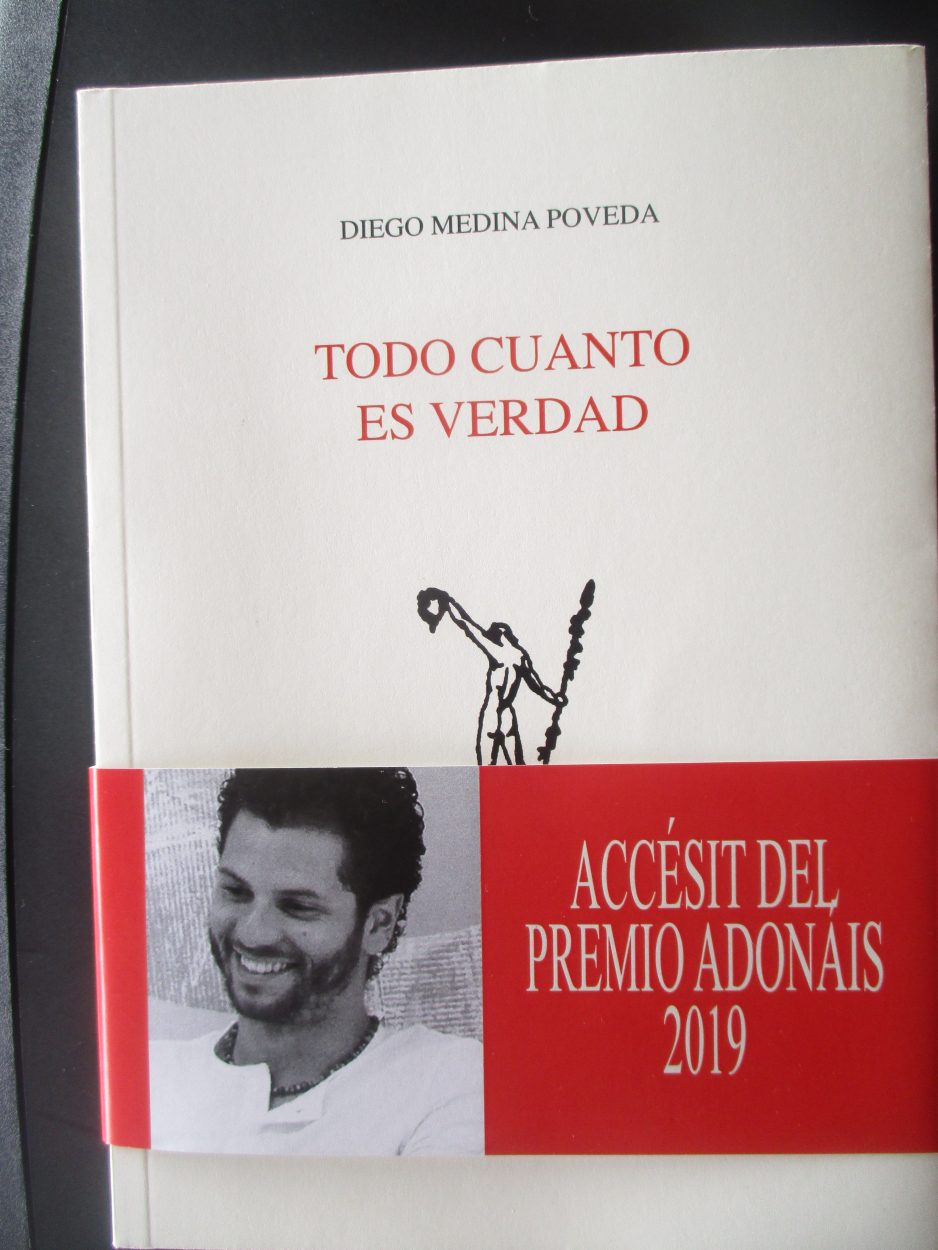 DIEGO MEDINA POVEDA
TODO CUANTO
ES VERDAD
ACCÉSIT DEL
PREMIO ADONÁIS
2019